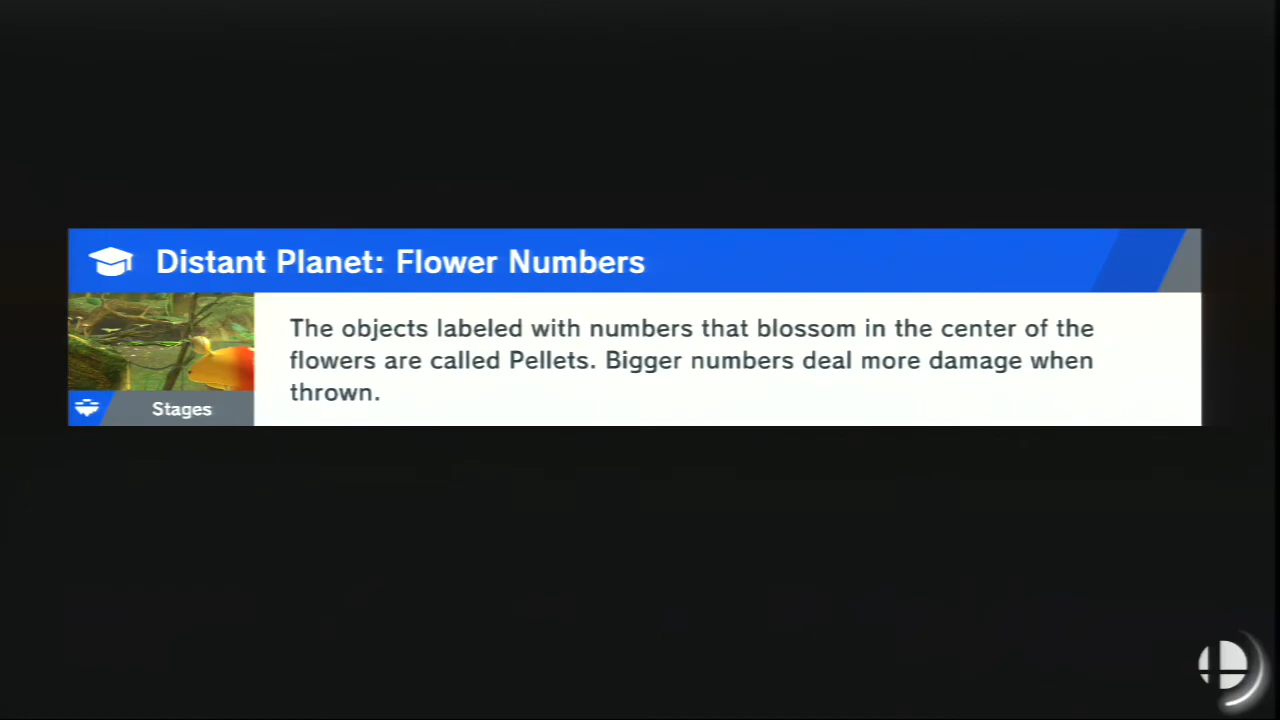 Distant Planet: Flower Numbers
The objects labeled with numbers that blossom in the center of the
flowers are called Pellets. Bigger numbers deal more damage when
thrown.
Stages